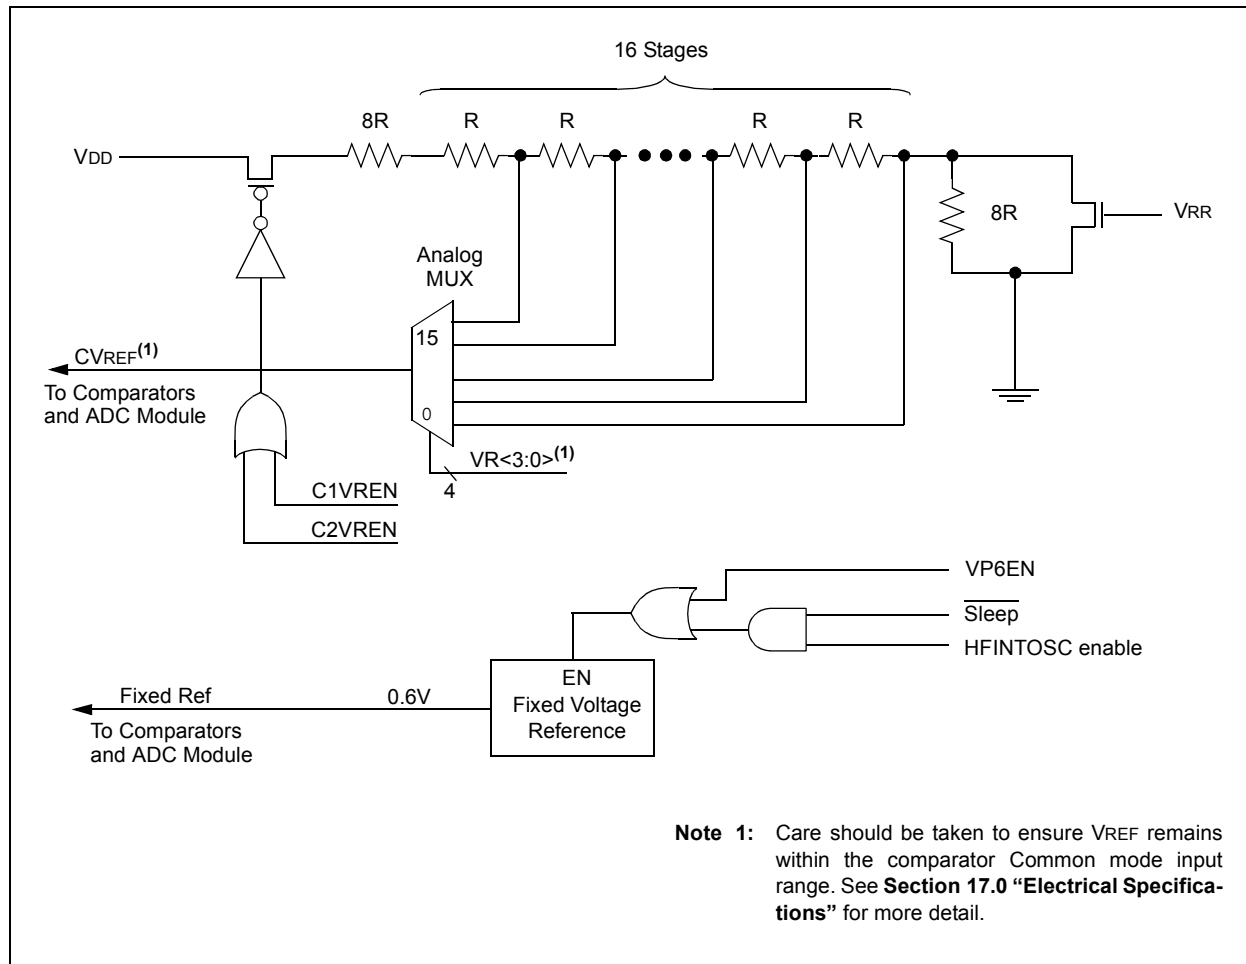 16 Stages
8R R R R R
VDD
8R
VRR
Analog
MUX
15
CVREF(1)
To Comparators
and ADC Module
0
VR<3:0>(1)
4
C1VREN
C2VREN
VP6EN
Sleep
HFINTOSC enable
EN
Fixed Ref 0.6V
Fixed Voltage
Reference
To Comparators
and ADC Module
Note 1: Care should be taken to ensure VREF remains
within the comparator Common mode input
range. See Section 17.0 “Electrical Specifica-
tions” for more detail.